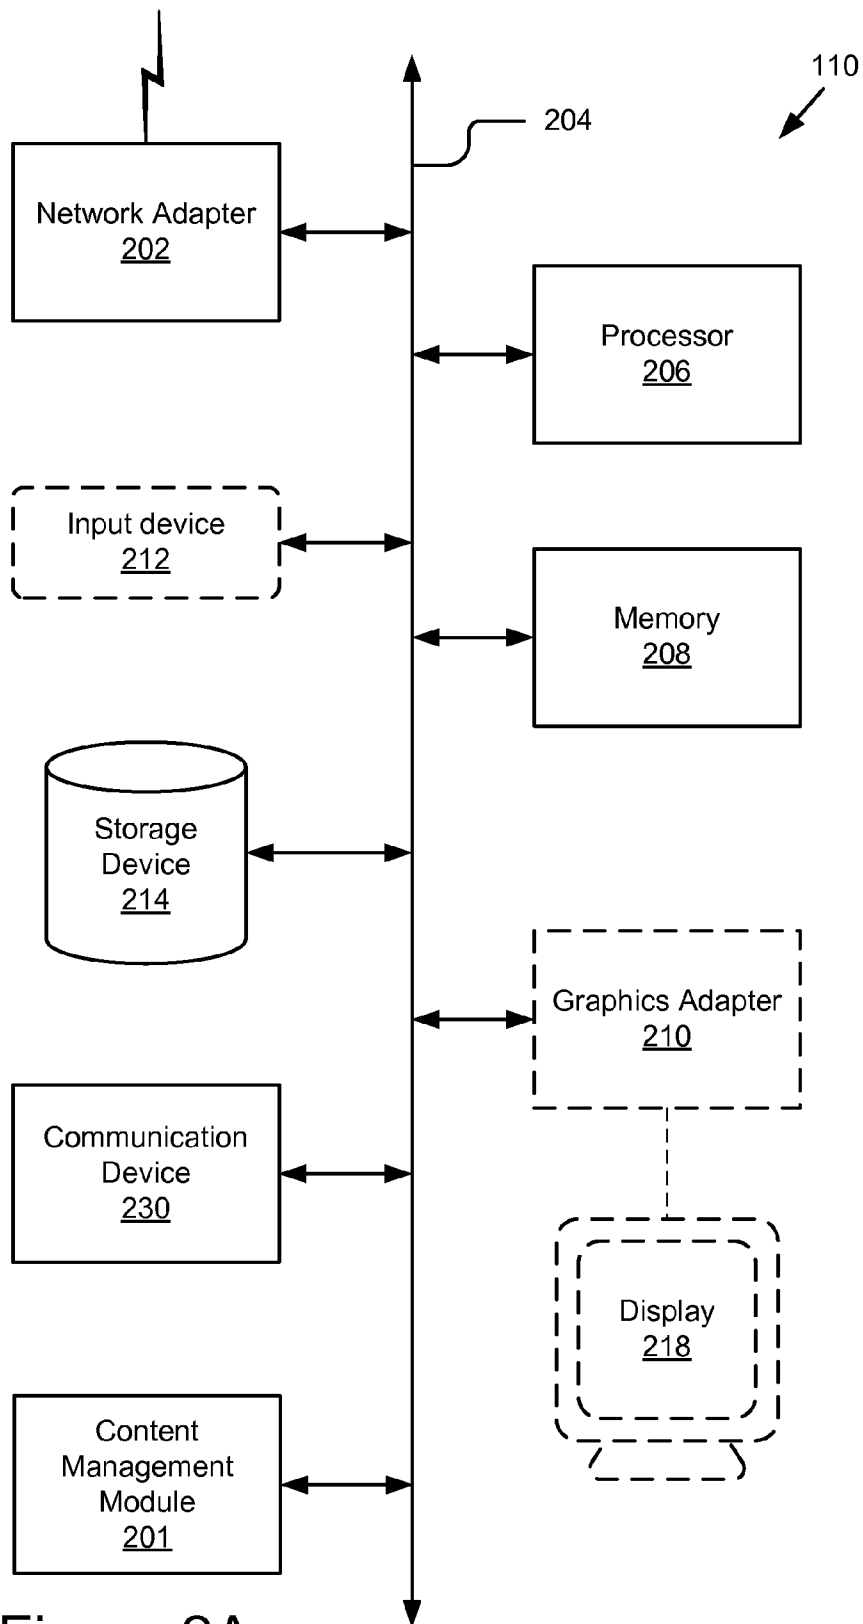 110
204
Network Adapter
202
Processor
206
Input device
212
Memory
208
Storage
Device
214
Graphics Adapter
210
Communication
Device
230
Display
218
Content
Management
Module
201